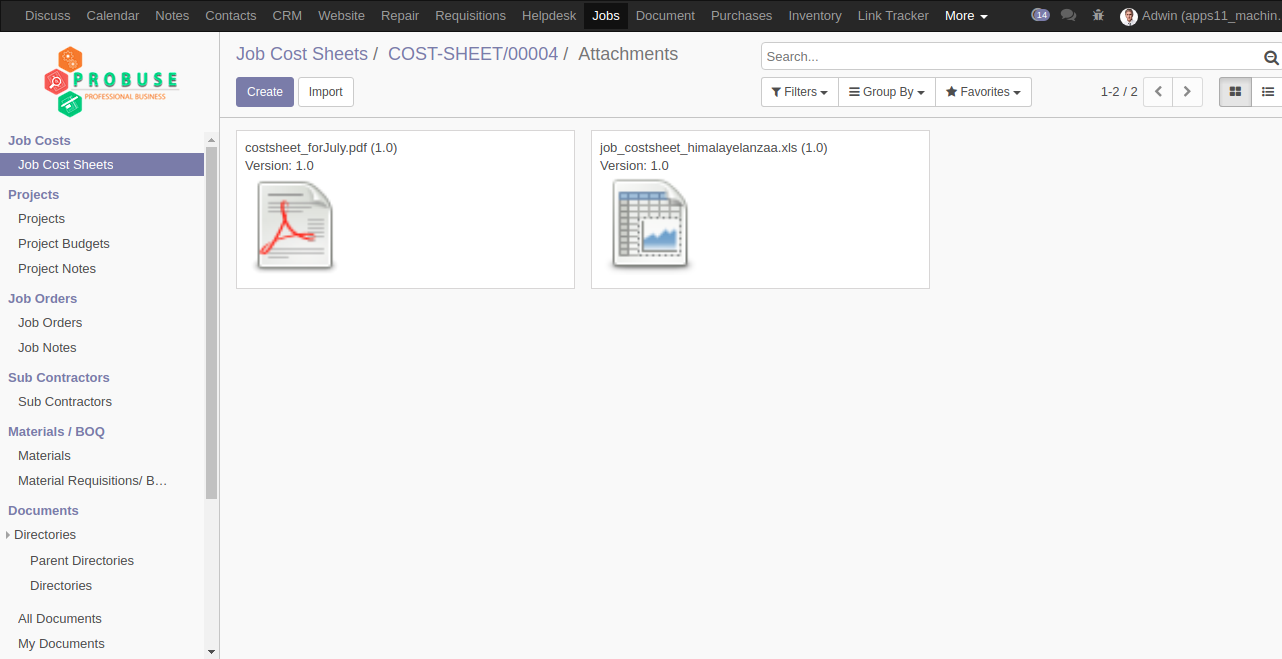 Discuss Calendar Notes Contacts CRM Website Repair Requisitions Helpdesk Jobs Document Purchases Inventory Link Tracker More 14 Adwin (apps11_machin.
PROBUSE
PROFESSIONAL BUSINESS
Job Cost Sheets / COST-SHEET/00004 / Attachments
Search...
Create Import
Filters Group By Favorites 1-2 / 2
Job Costs
Job Cost Sheets
Projects
Projects
Project Budgets
Project Notes
Job Orders
Job Orders
Job Notes
Sub Contractors
Sub Contractors
Materials / BOQ
Materials
Material Requisitions/ B...
Documents
Directories
Parent Directories
Directories
All Documents
My Documents
costsheet_forJuly.pdf (1.0)
Version: 1.0
job_costsheet_himalayelanzaa.xls (1.0)
Version: 1.0